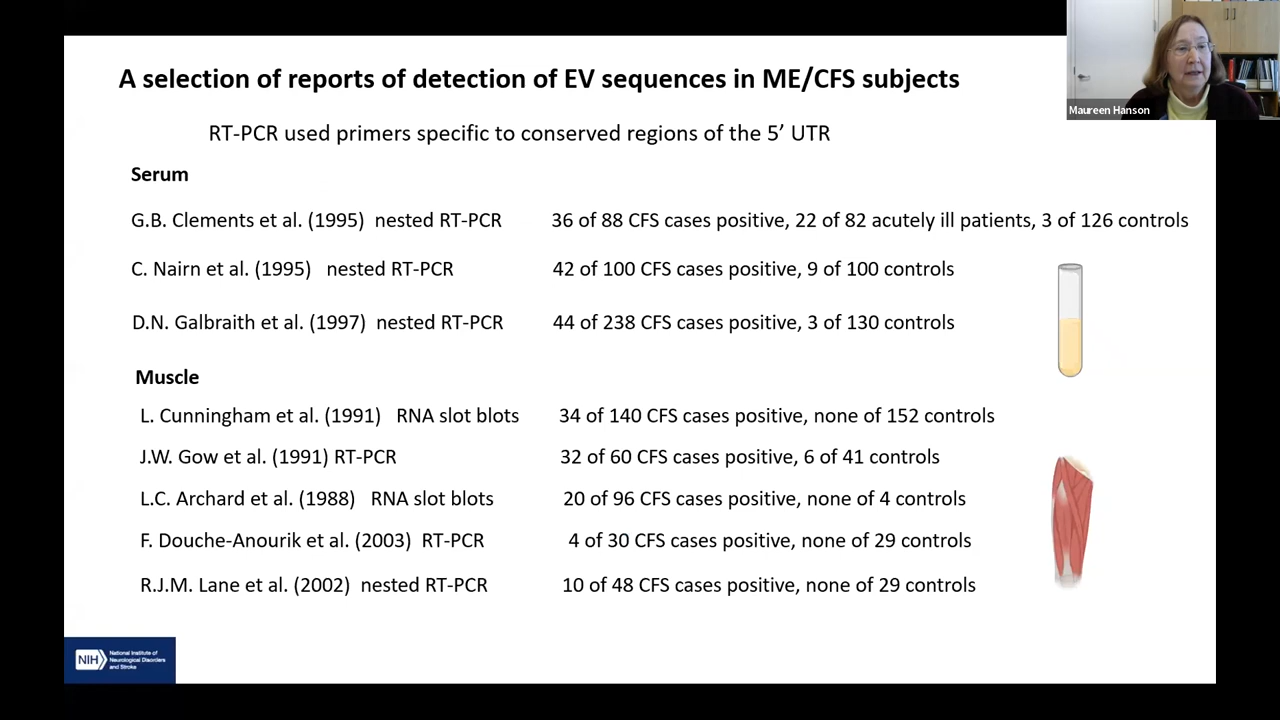 A selection of reports of detection of EV sequences in ME/CFS subjects
Maureen Hanson
RT-PCR used primers specific to conserved regions of the 5’ UTR
Serum
G.B. Clements et al. (1995) nested RT-PCR 36 of 88 CFS cases positive, 22 of 82 acutely ill patients, 3 of 126 controls
C. Nairn et al. (1995) nested RT-PCR 42 of 100 CFS cases positive, 9 of 100 controls
D.N. Galbraith et al. (1997) nested RT-PCR 44 of 238 CFS cases positive, 3 of 130 controls
Muscle
L. Cunningham et al. (1991) RNA slot blots 34 of 140 CFS cases positive, none of 152 controls
J.W. Gow et al. (1991) RT-PCR 32 of 60 CFS cases positive, 6 of 41 controls
L.C. Archard et al. (1988) RNA slot blots 20 of 96 CFS cases positive, none of 4 controls
F. Douche-Anourik et al. (2003) RT-PCR 4 of 30 CFS cases positive, none of 29 controls
R.J.M. Lane et al. (2002) nested RT-PCR 10 of 48 CFS cases positive, none of 29 controls
NIH
National Institute of
Neurological Disorders
and Stroke